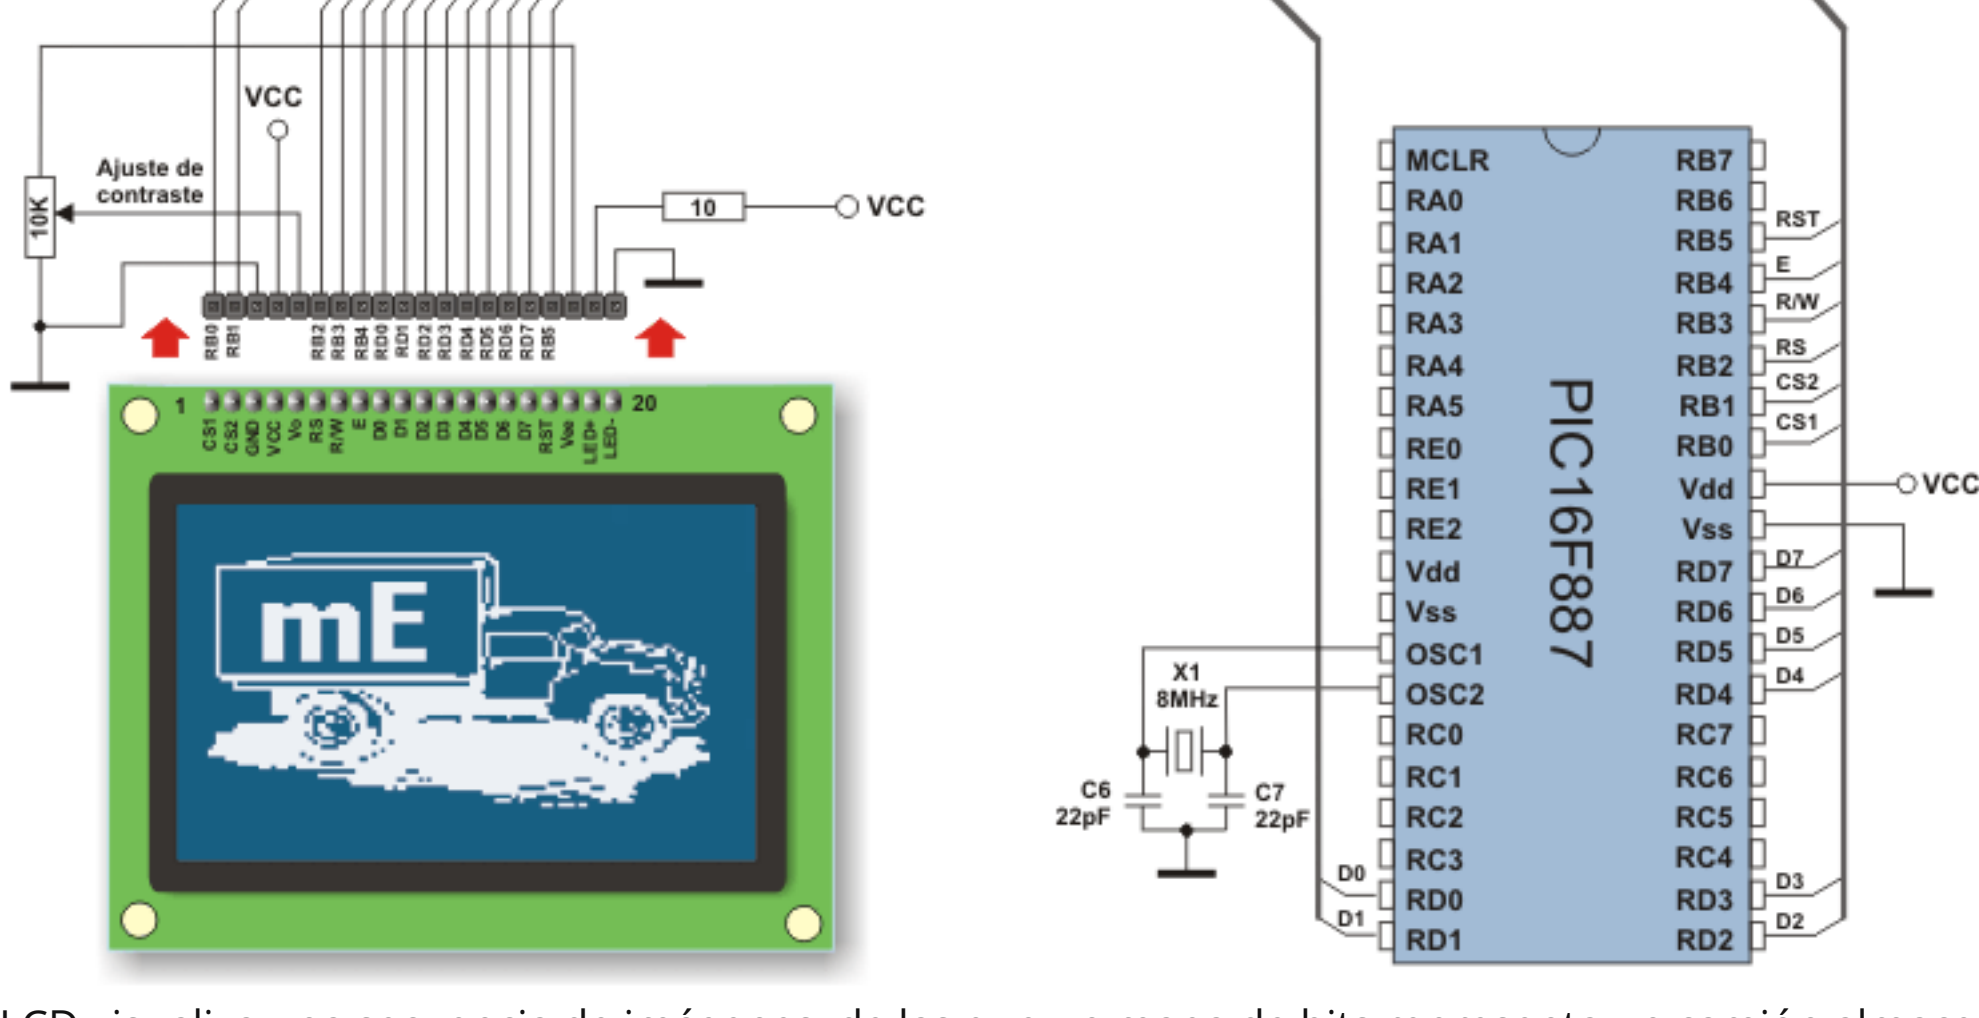 VCC
Ajuste de
contraste
10K
10
VCC
RB0 RB1 RB2 RB3 RB4 RD0 RD1 RD2 RD3 RD4 RD5 RD6 RD7 RB5
1
20
CS1 CS2 GND VCC Vo RS R/W E D0 D1 D2 D3 D4 D5 D6 D7 RST Vee LED+ LED-
mE
X1
8MHz
C6
22pF
C7
22pF
D0
D1
MCLR
RA0
RA1
RA2
RA3
RA4
RA5
RE0
RE1
RE2
Vdd
Vss
OSC1
OSC2
RC0
RC1
RC2
RC3
RD0
RD1
PIC16F887
RB7
RB6
RB5
RB4
RB3
RB2
RB1
RB0
Vdd
Vss
RD7
RD6
RD5
RD4
RC7
RC6
RC5
RC4
RD3
RD2
RST
E
R/W
RS
CS2
CS1
VCC
D7
D6
D5
D4
D3
D2